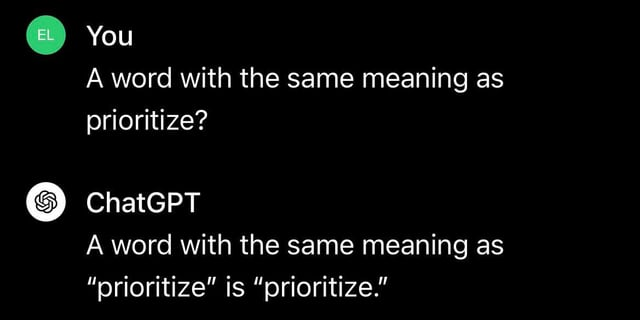 EL
You
A word with the same meaning as
prioritize?
ChatGPT
A word with the same meaning as
“prioritize” is “prioritize.”